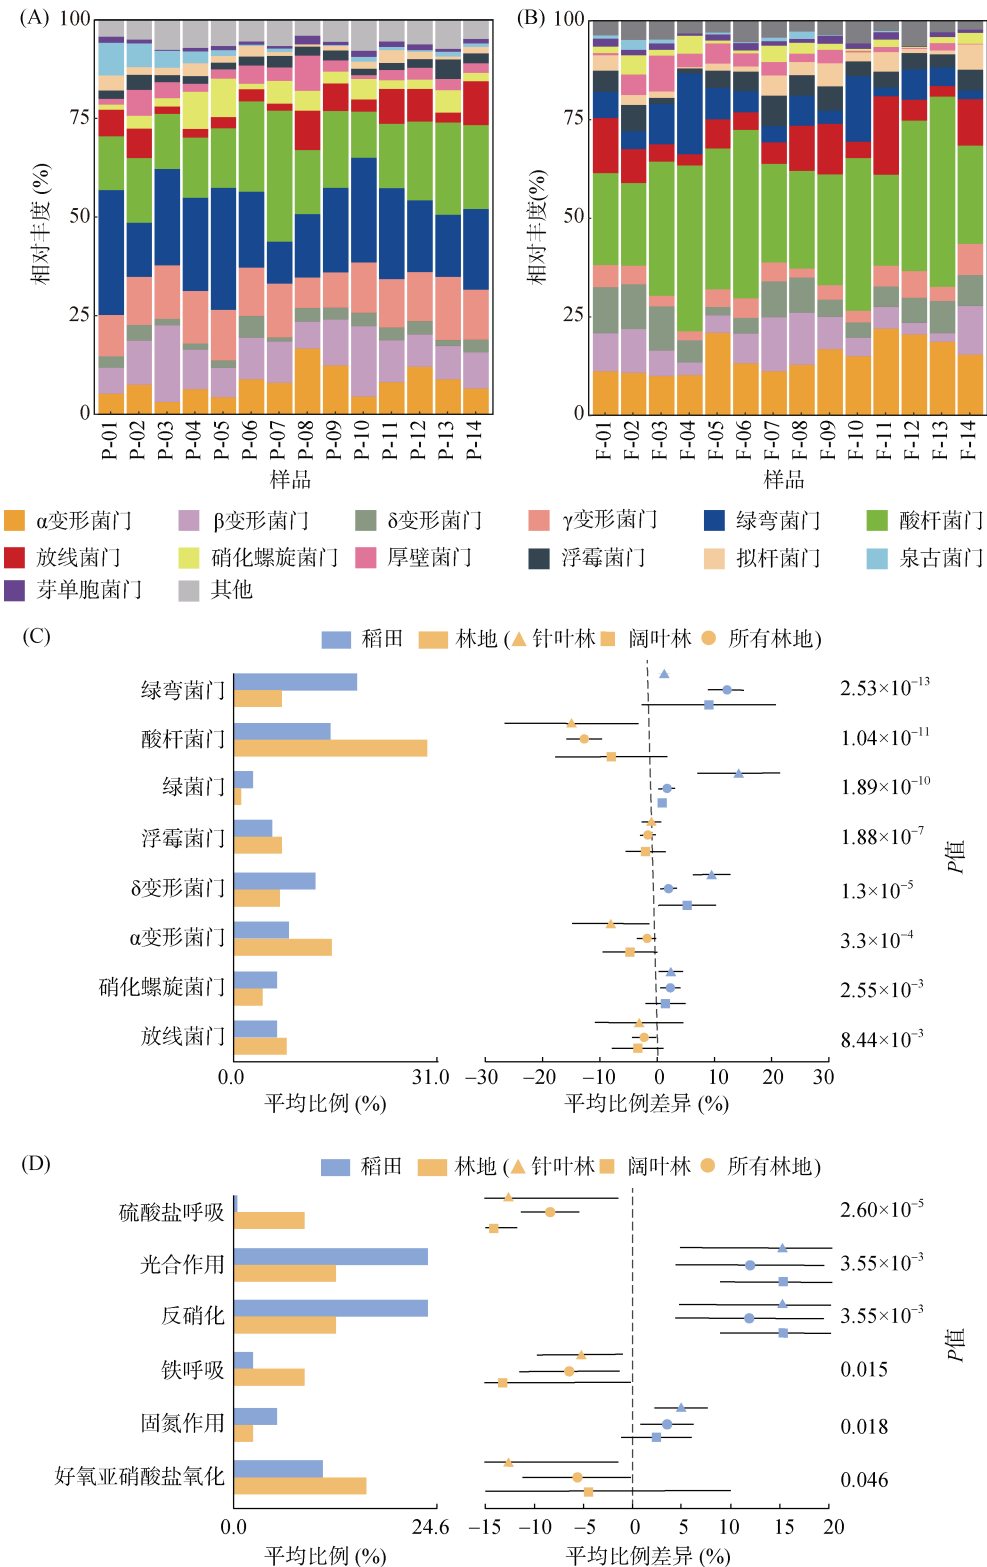 (A)
100
75
50
25
0
相对丰度 (%)
P-01 P-02 P-03 P-04 P-05 P-06 P-07 P-08 P-09 P-10 P-11 P-12 P-13 P-14
样品
(B)
100
75
50
25
0
相对丰度(%)
F-01 F-02 F-03 F-04 F-05 F-06 F-07 F-08 F-09 F-10 F-11 F-12 F-13 F-14
样品
α变形菌门 β变形菌门 δ变形菌门 γ变形菌门 绿弯菌门 酸杆菌门
放线菌门 硝化螺旋菌门 厚壁菌门 浮霉菌门 拟杆菌门 泉古菌门
芽单胞菌门 其他
(C)
稻田 林地 ( 针叶林 阔叶林 所有林地)
绿弯菌门 2.53×10⁻¹³
酸杆菌门 1.04×10⁻¹¹
绿菌门 1.89×10⁻¹⁰
浮霉菌门 1.88×10⁻⁷
δ变形菌门 1.3×10⁻⁵
α变形菌门 3.3×10⁻⁴
硝化螺旋菌门 2.55×10⁻³
放线菌门 8.44×10⁻³
P值
0.0 31.0 −30 −20 −10 0 10 20 30
平均比例 (%) 平均比例差异 (%)
(D)
稻田 林地 ( 针叶林 阔叶林 所有林地)
硫酸盐呼吸 2.60×10⁻⁵
光合作用 3.55×10⁻³
反硝化 3.55×10⁻³
铁呼吸 0.015
固氮作用 0.018
好氧亚硝酸盐氧化 0.046
P值
0.0 24.6 −15 −10 −5 0 5 10 15 20
平均比例 (%) 平均比例差异 (%)